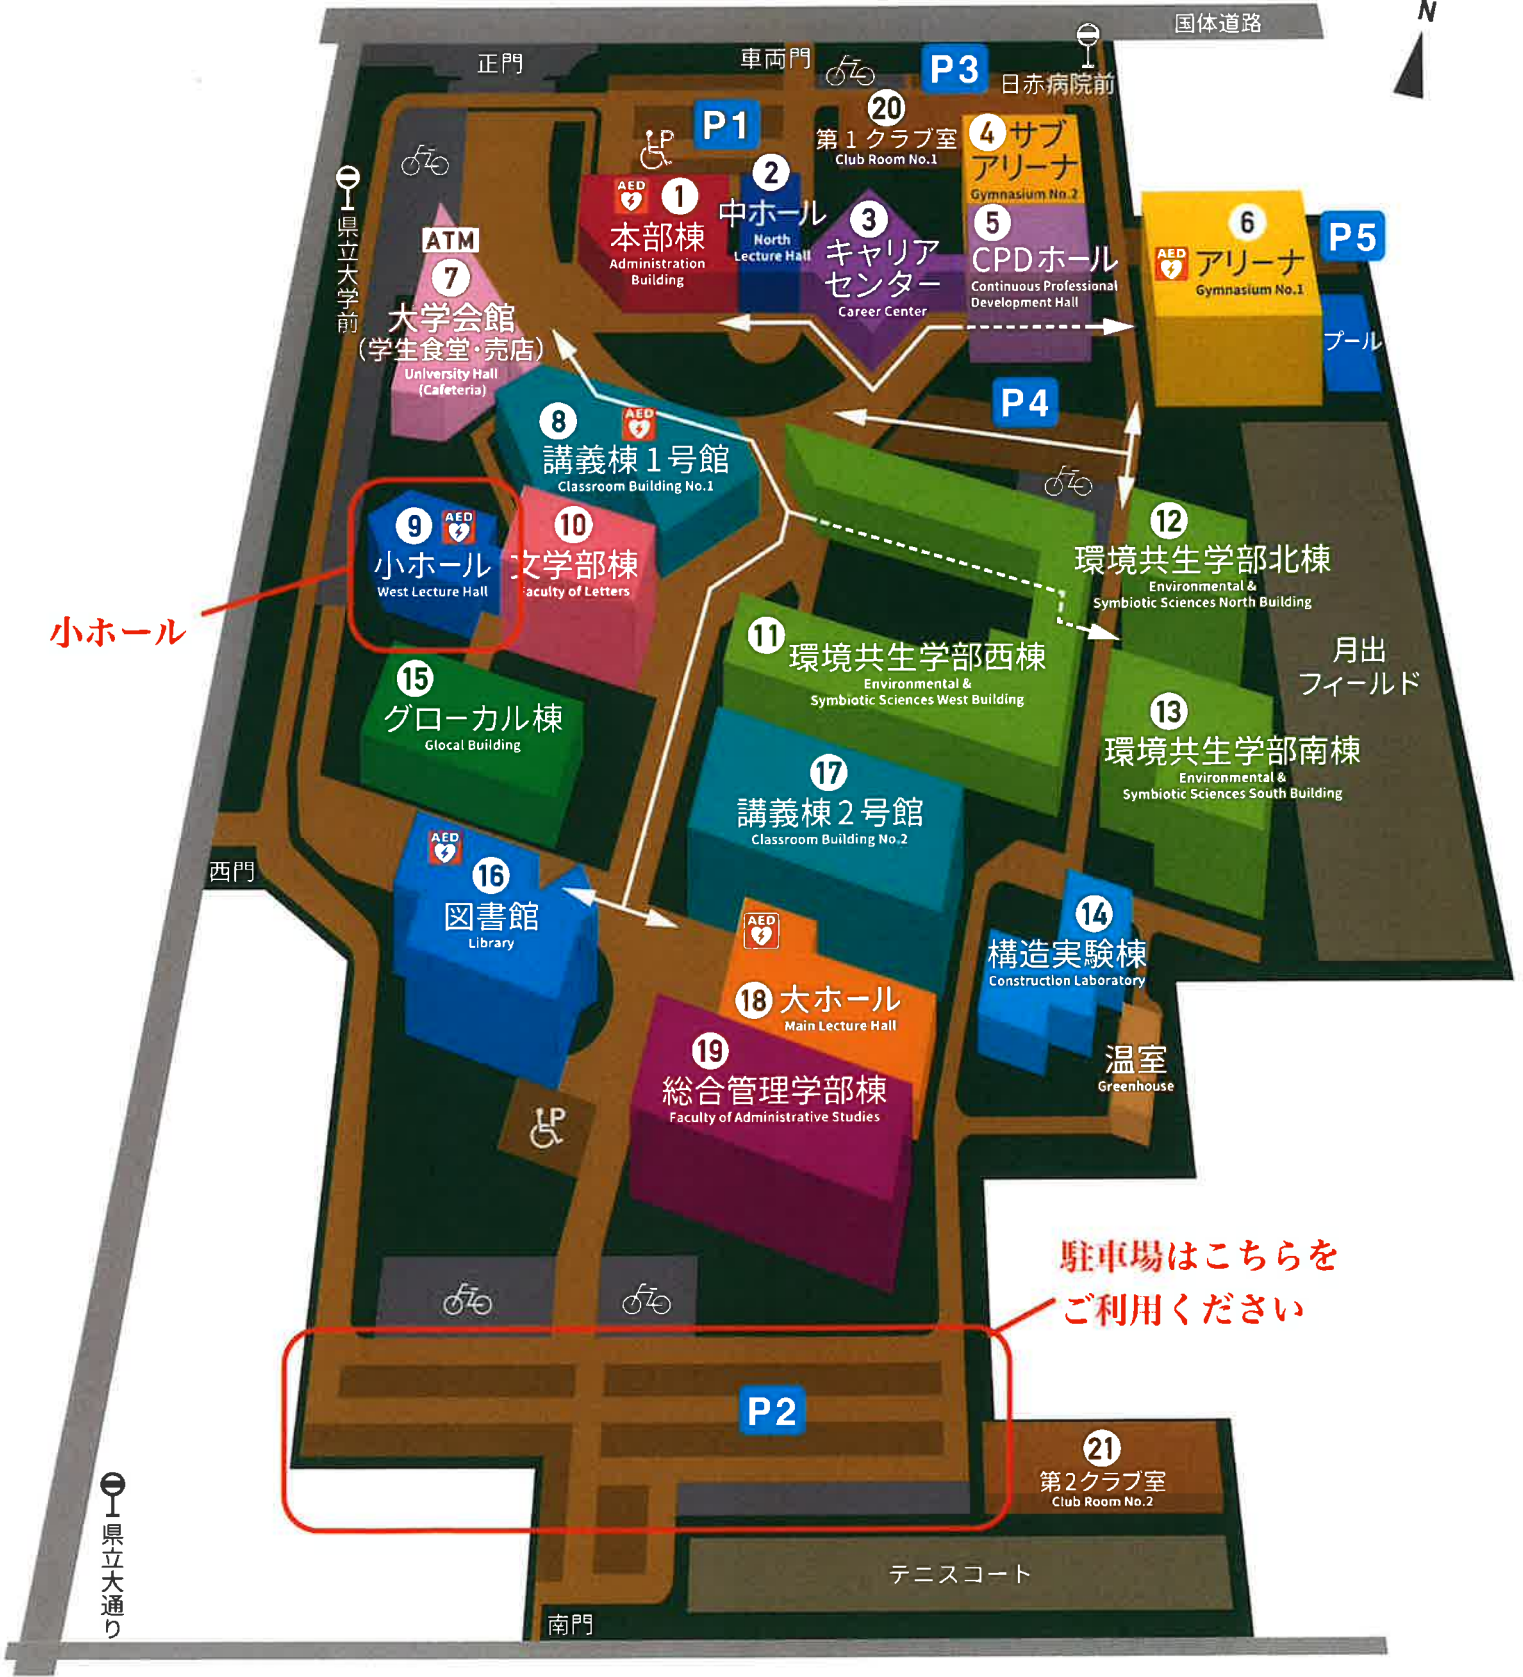 N
国体道路
正門
車両門
P3
日赤病院前
P1
20
第1クラブ室
Club Room No.1
4 サブ
アリーナ
Gymnasium No.2
AED
1
本部棟
Administration
Building
2
中ホール
North
Lecture Hall
3
キャリア
センター
Career Center
5
CPDホール
Continuous Professional
Development Hall
6
AED
アリーナ
Gymnasium No.1
P5
プール
県立大学前
ATM
7
大学会館
(学生食堂・売店)
University Hall
(Cafeteria)
P4
8
AED
講義棟1号館
Classroom Building No.1
9
AED
小ホール
West Lecture Hall
10
文学部棟
Faculty of Letters
小ホール
12
環境共生学部北棟
Environmental &
Symbiotic Sciences North Building
11
環境共生学部西棟
Environmental &
Symbiotic Sciences West Building
月出
フィールド
15
グローカル棟
Glocal Building
13
環境共生学部南棟
Environmental &
Symbiotic Sciences South Building
17
講義棟2号館
Classroom Building No.2
西門
AED
16
図書館
Library
AED
14
構造実験棟
Construction Laboratory
18 大ホール
Main Lecture Hall
19
総合管理学部棟
Faculty of Administrative Studies
温室
Greenhouse
P
P
駐車場はこちらを
ご利用ください
P2
21
第2クラブ室
Club Room No.2
県立大通り
テニスコート
南門